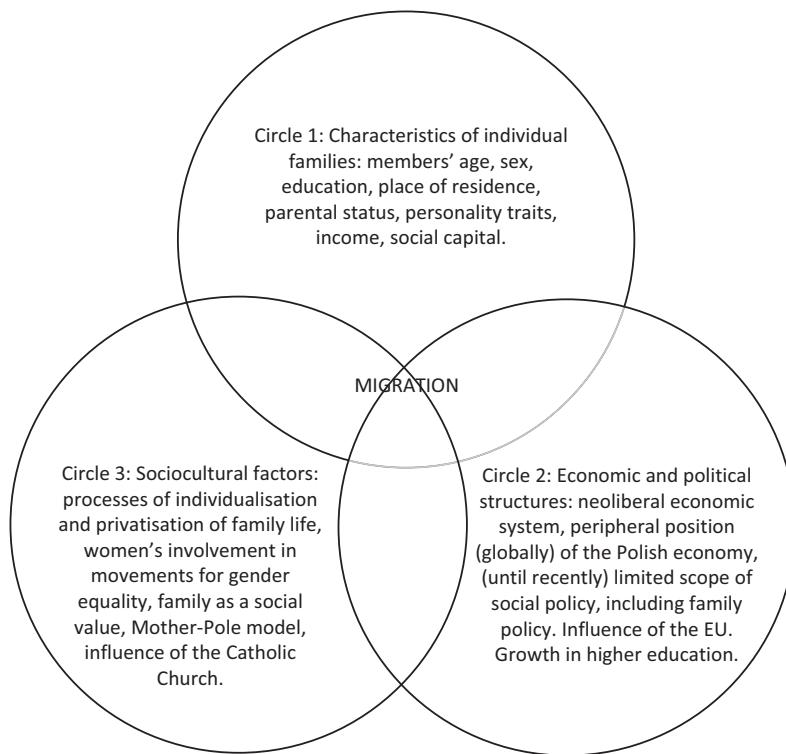 Circle 1: Characteristics of individual
families: members’ age, sex,
education, place of residence,
parental status, personality traits,
income, social capital.
MIGRATION
Circle 3: Sociocultural factors:
processes of individualisation
and privatisation of family life,
women’s involvement in
movements for gender
equality, family as a social
value, Mother-Pole model,
influence of the Catholic
Church.
Circle 2: Economic and political
structures: neoliberal economic
system, peripheral position
(globally) of the Polish economy,
(until recently) limited scope of
social policy, including family
policy. Influence of the EU.
Growth in higher education.